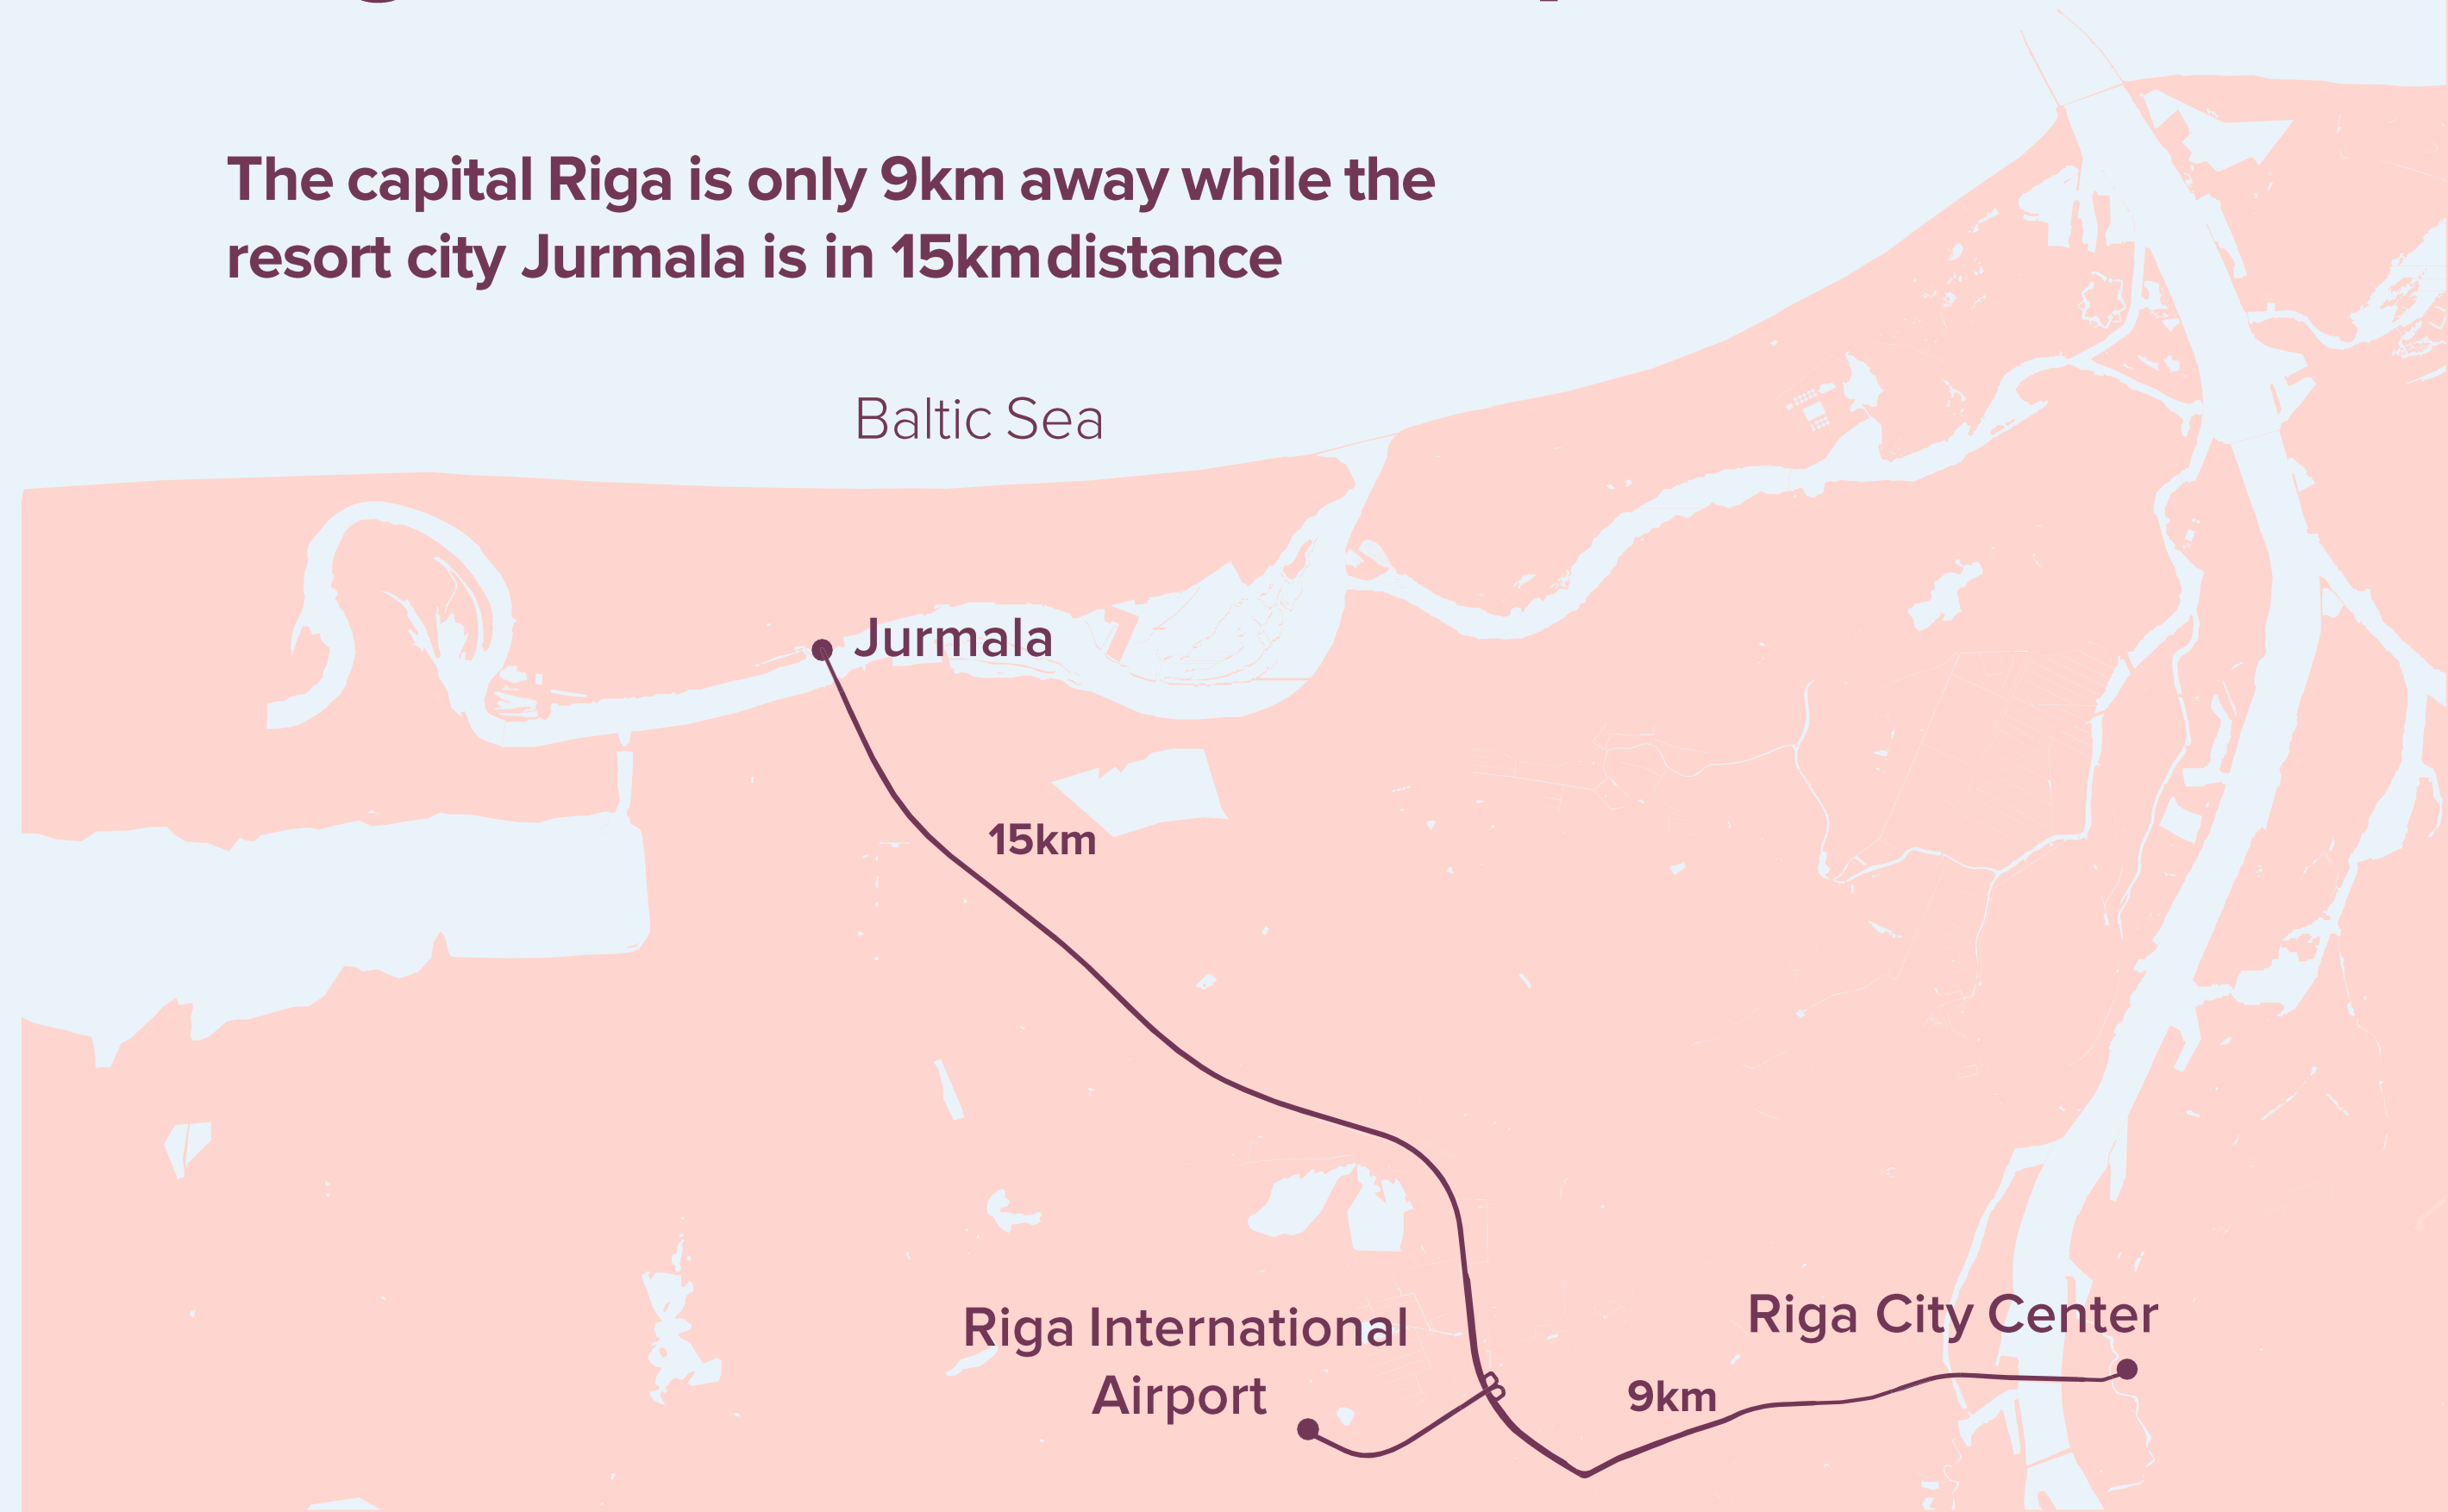 The capital Riga is only 9km away while the
resort city Jurmala is in 15kmdistance
Baltic Sea
Jurmala
15km
Riga International
Airport
Riga City Center
9km